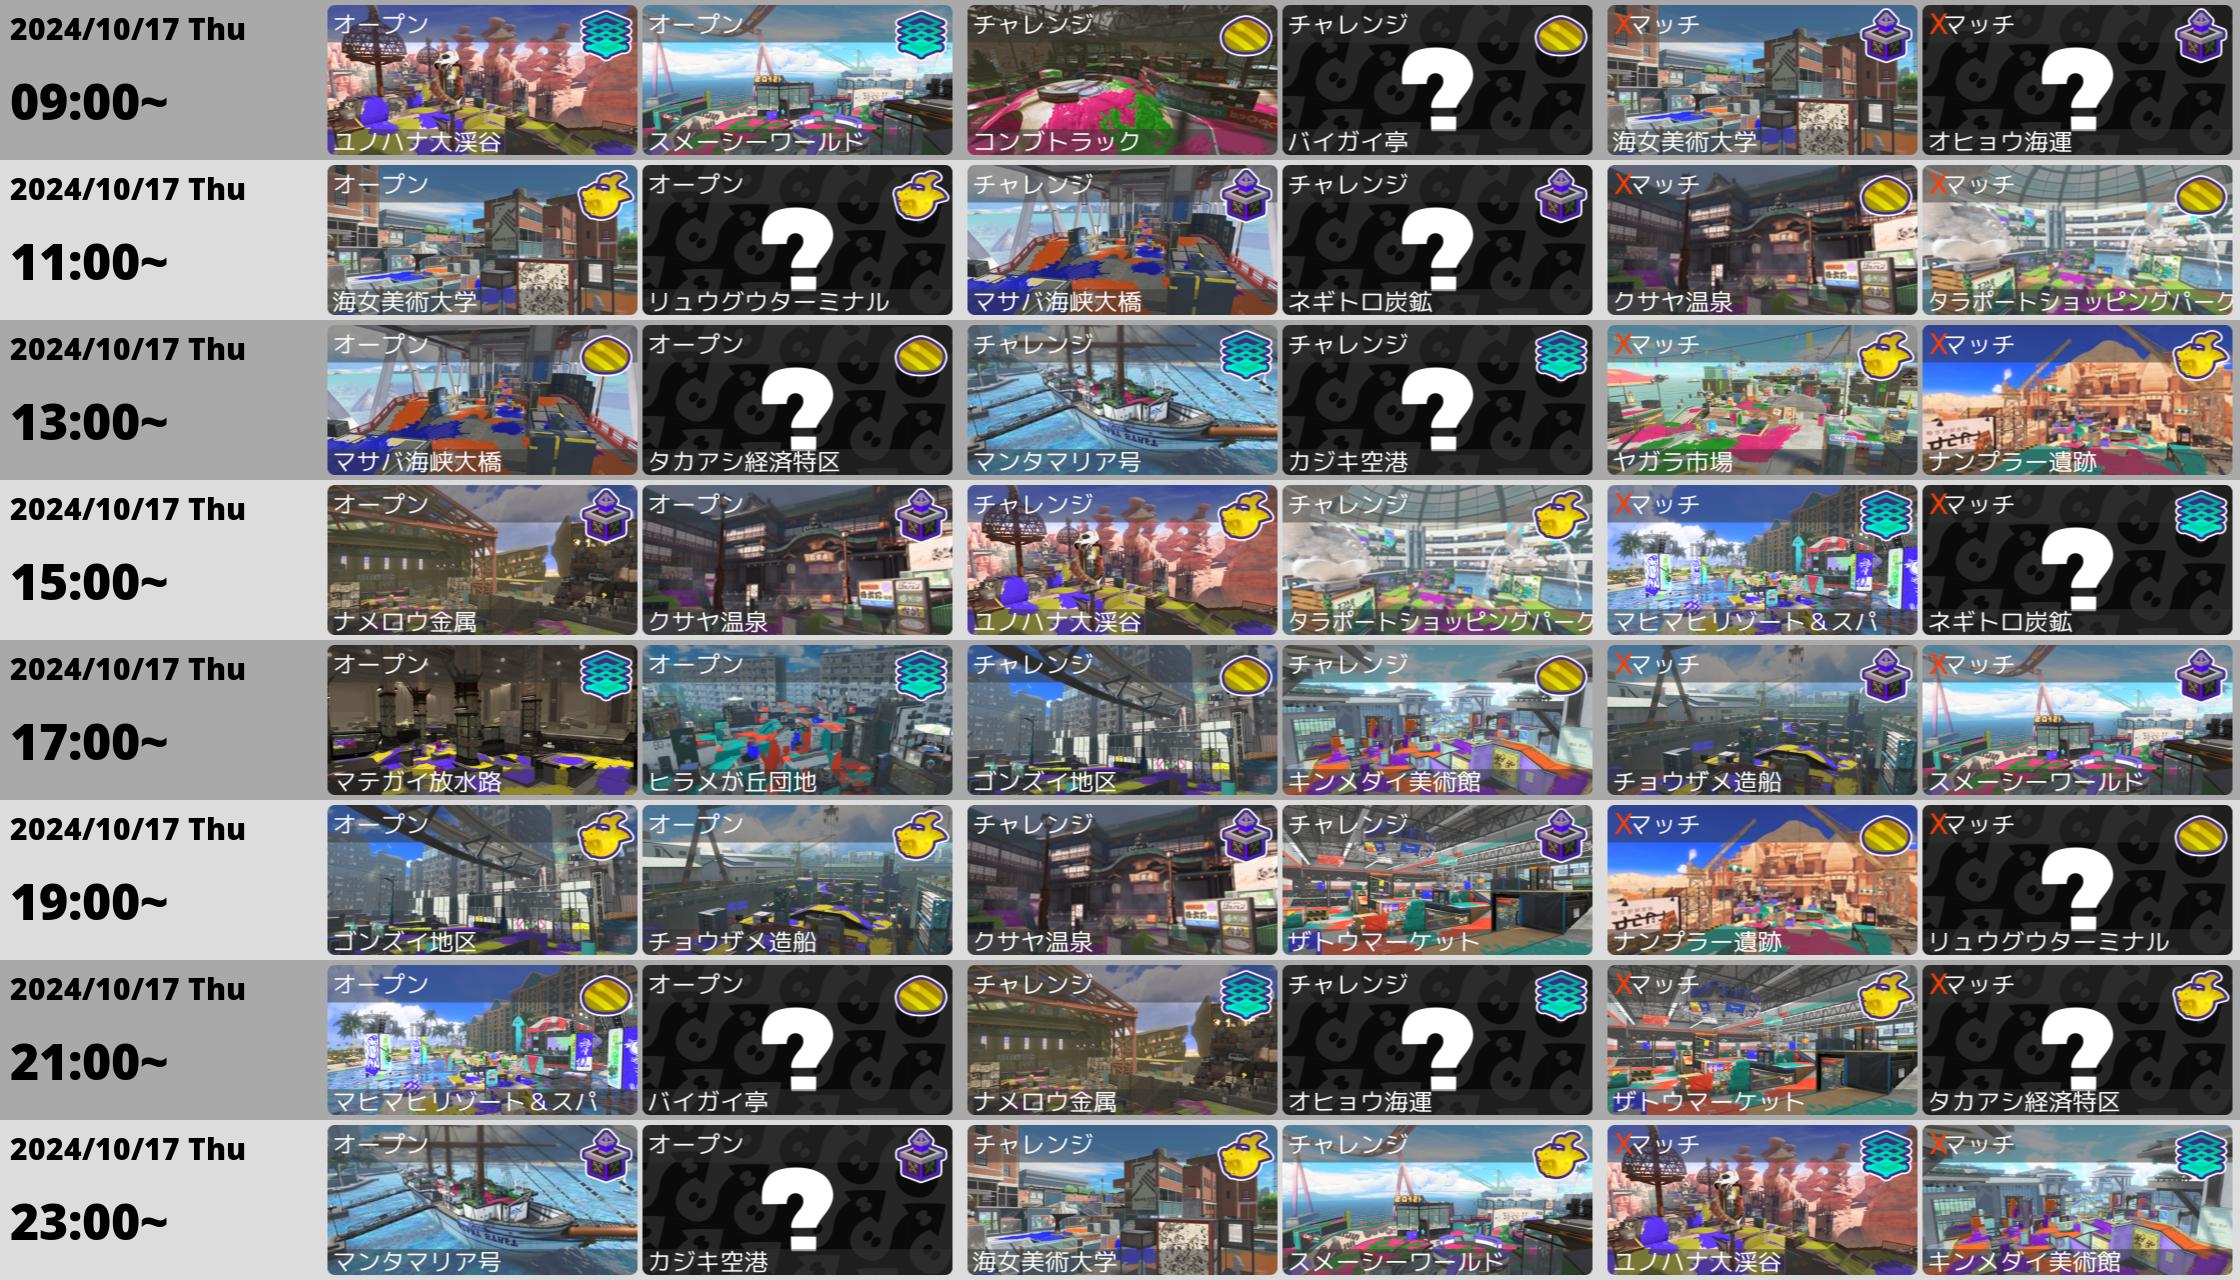 2024/10/17 Thu
09:00~
オープン
ユノハナ大渓谷
オープン
スメーシーワールド
チャレンジ
コンブトラック
チャレンジ
バイガイ亭
Xマッチ
海女美術大学
Xマッチ
オヒョウ海運
2024/10/17 Thu
11:00~
オープン
海女美術大学
オープン
リュウグウターミナル
チャレンジ
マサバ海峡大橋
チャレンジ
ネギトロ炭鉱
Xマッチ
クサヤ温泉
Xマッチ
タラポートショッピングパーク
2024/10/17 Thu
13:00~
オープン
マサバ海峡大橋
オープン
タカアシ経済特区
チャレンジ
マンタマリア号
チャレンジ
カジキ空港
Xマッチ
ヤガラ市場
Xマッチ
ナンプラー遺跡
2024/10/17 Thu
15:00~
オープン
ナメロウ金属
オープン
クサヤ温泉
チャレンジ
ユノハナ大渓谷
チャレンジ
タラポートショッピングパーク
Xマッチ
マヒマヒリゾート＆スパ
Xマッチ
ネギトロ炭鉱
2024/10/17 Thu
17:00~
オープン
マテガイ放水路
オープン
ヒラメが丘団地
チャレンジ
ゴンズイ地区
チャレンジ
キンメダイ美術館
Xマッチ
チョウザメ造船
Xマッチ
スメーシーワールド
2024/10/17 Thu
19:00~
オープン
ゴンズイ地区
オープン
チョウザメ造船
チャレンジ
クサヤ温泉
チャレンジ
ザトウマーケット
Xマッチ
ナンプラー遺跡
Xマッチ
リュウグウターミナル
2024/10/17 Thu
21:00~
オープン
マヒマヒリゾート＆スパ
オープン
バイガイ亭
チャレンジ
ナメロウ金属
チャレンジ
オヒョウ海運
Xマッチ
ザトウマーケット
Xマッチ
タカアシ経済特区
2024/10/17 Thu
23:00~
オープン
マンタマリア号
オープン
カジキ空港
チャレンジ
海女美術大学
チャレンジ
スメーシーワールド
Xマッチ
ユノハナ大渓谷
Xマッチ
キンメダイ美術館